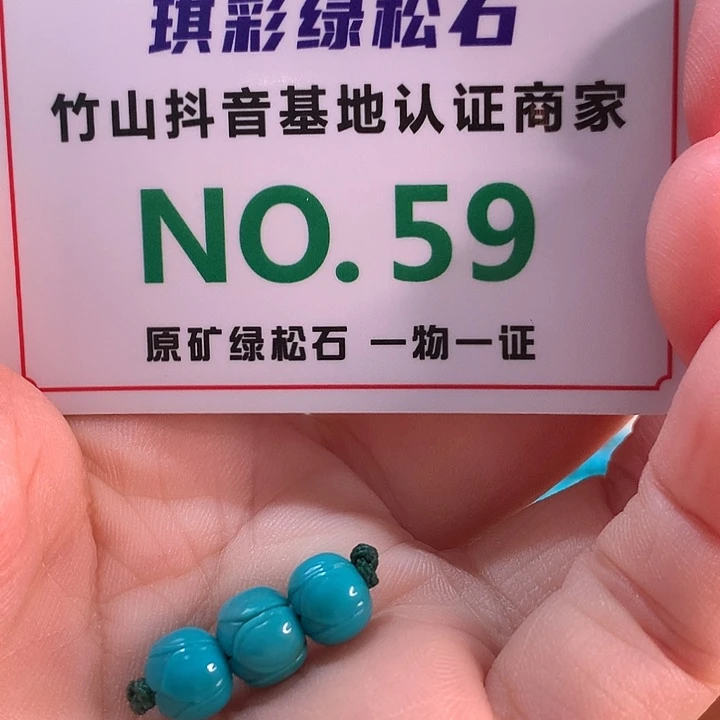 琪彩绿松石
竹山抖音基地认证商家
NO.59
原矿绿松石 一物一证